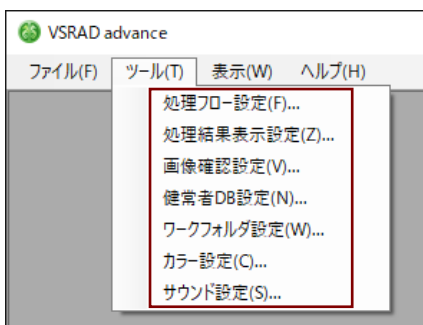 VSRAD advance
ファイル(F) ツール(T) 表示(W) ヘルプ(H)
処理フロー設定(F)...
処理結果表示設定(Z)...
画像確認設定(V)...
健常者DB設定(N)...
ワークフォルダ設定(W)...
カラー設定(C)...
サウンド設定(S)...